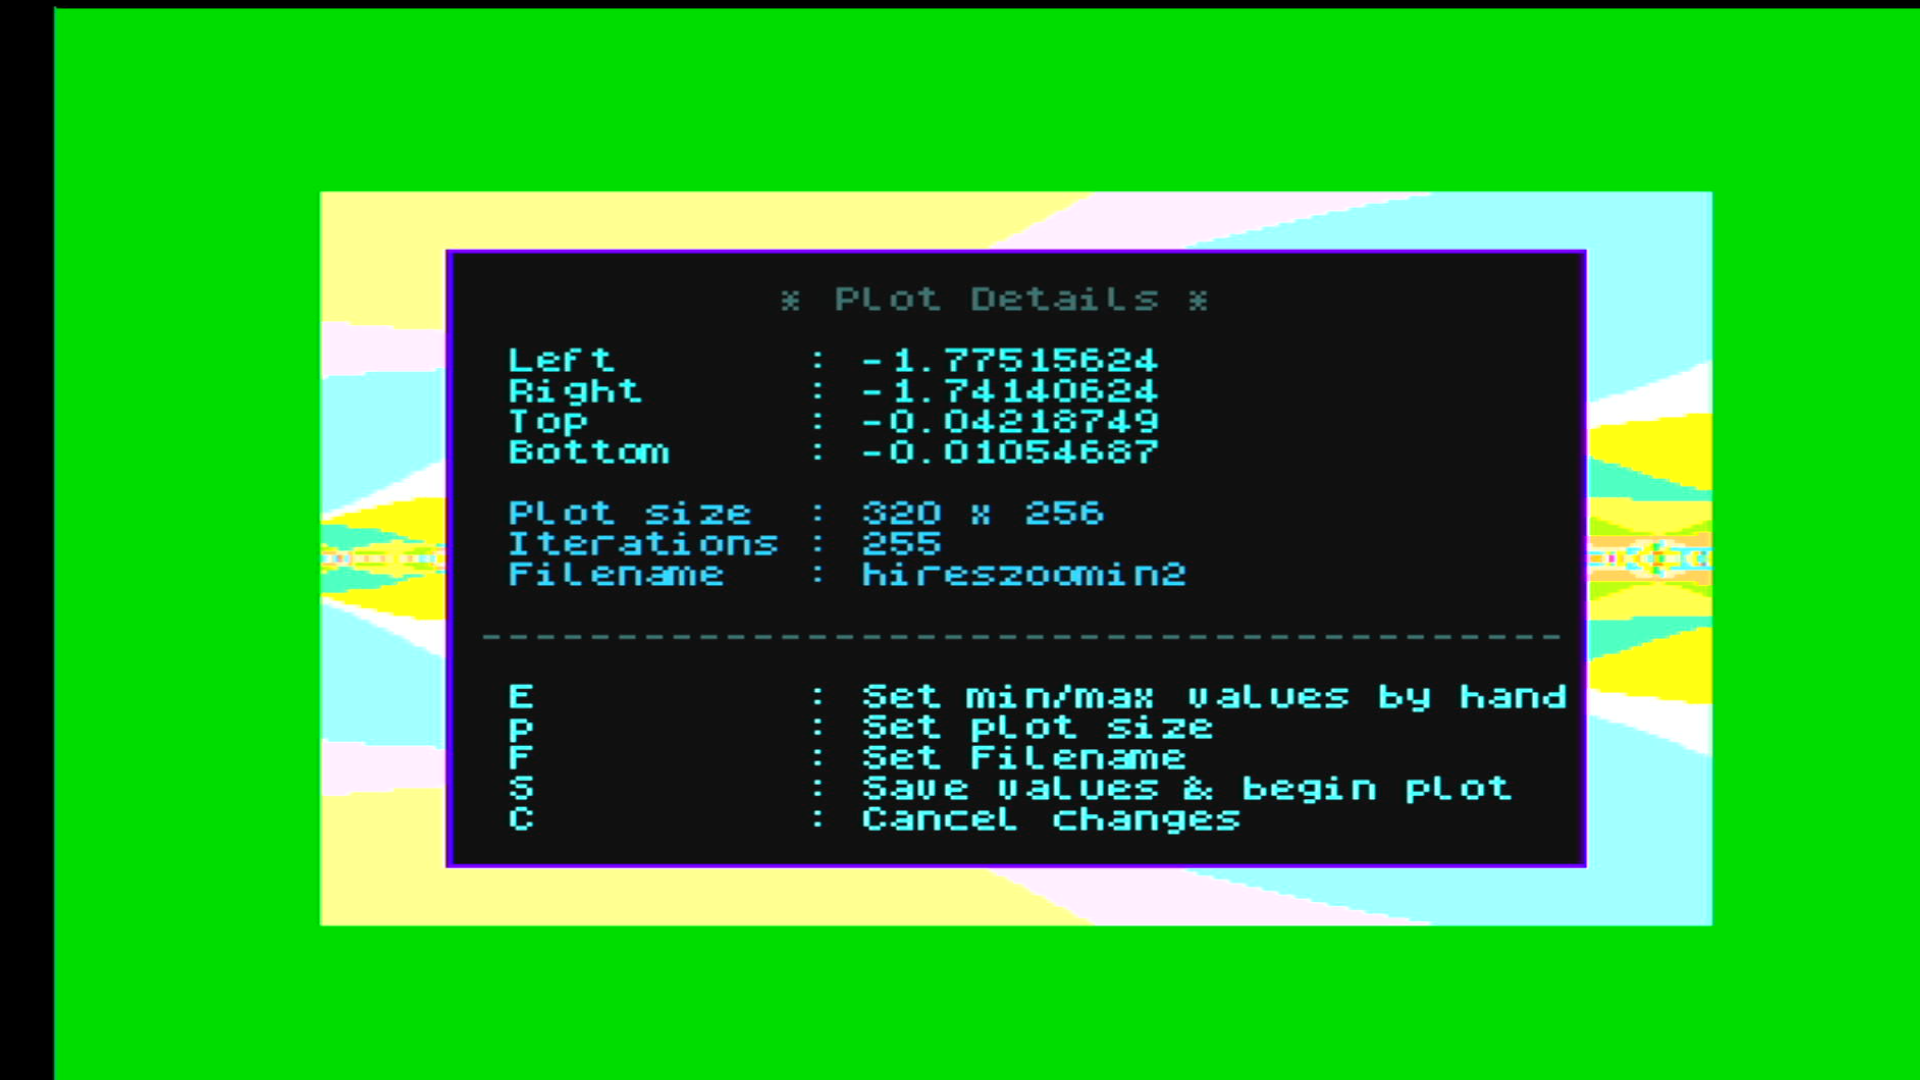 * Plot Details *
Left : -1.77515624
Right : -1.74140624
Top : -0.04218749
Bottom : -0.01054687
Plot size : 320 x 256
Iterations : 255
Filename : hireszoomin2
----------------------------------------
E : Set min/max values by hand
P : Set plot size
F : Set Filename
S : Save values & begin plot
C : Cancel changes